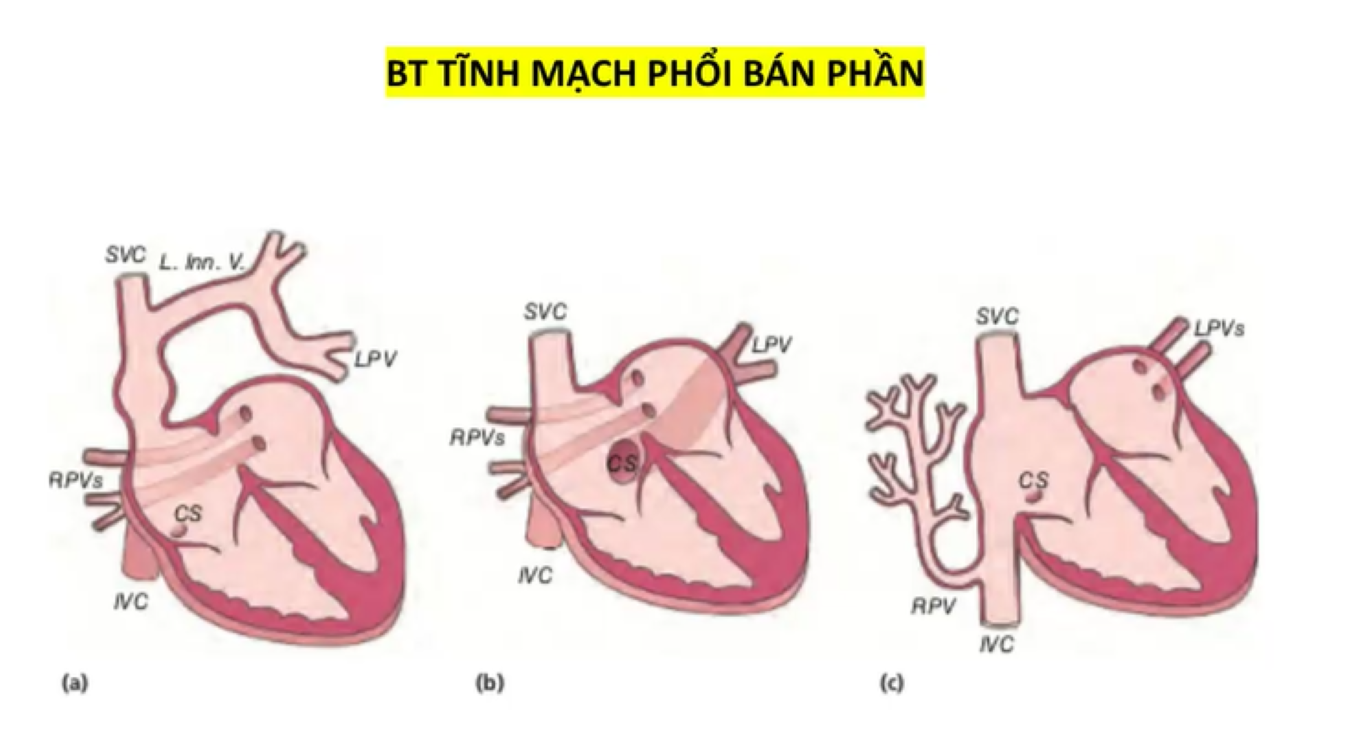 BT TĨNH MẠCH PHỔI BÁN PHẦN
SVC
L. Inn. V.
LPV
RPVs
CS
IVC
(a)
SVC
LPV
RPVs
CS
IVC
(b)
SVC
LPVs
CS
RPV
IVC
(c)